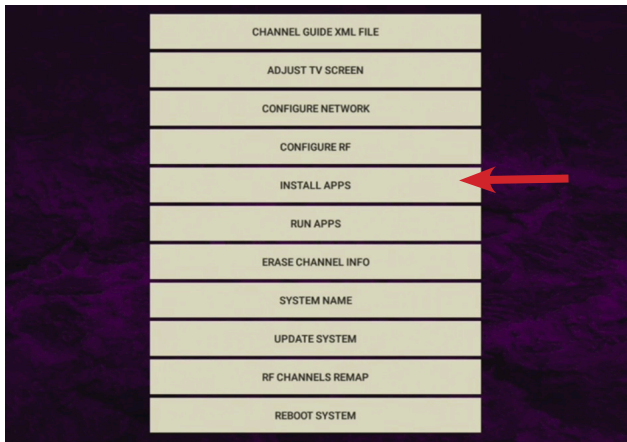 CHANNEL GUIDE XML FILE
ADJUST TV SCREEN
CONFIGURE NETWORK
CONFIGURE RF
INSTALL APPS
RUN APPS
ERASE CHANNEL INFO
SYSTEM NAME
UPDATE SYSTEM
RF CHANNELS REMAP
REBOOT SYSTEM